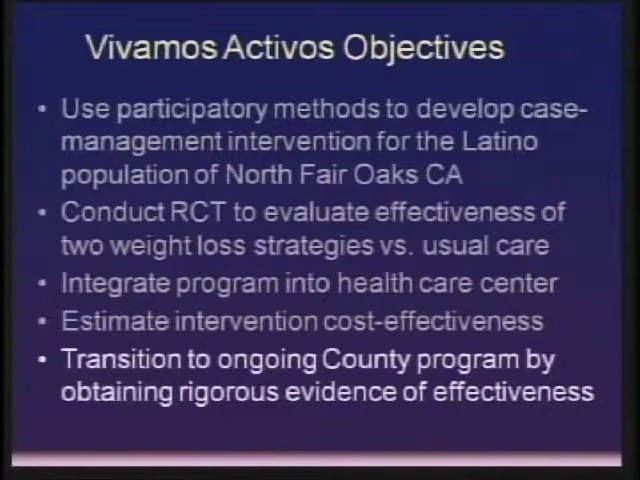 Vivamos Activos Objectives
• Use participatory methods to develop case-
management intervention for the Latino
population of North Fair Oaks CA
• Conduct RCT to evaluate effectiveness of
two weight loss strategies vs. usual care
• Integrate program into health care center
• Estimate intervention cost-effectiveness
• Transition to ongoing County program by
obtaining rigorous evidence of effectiveness